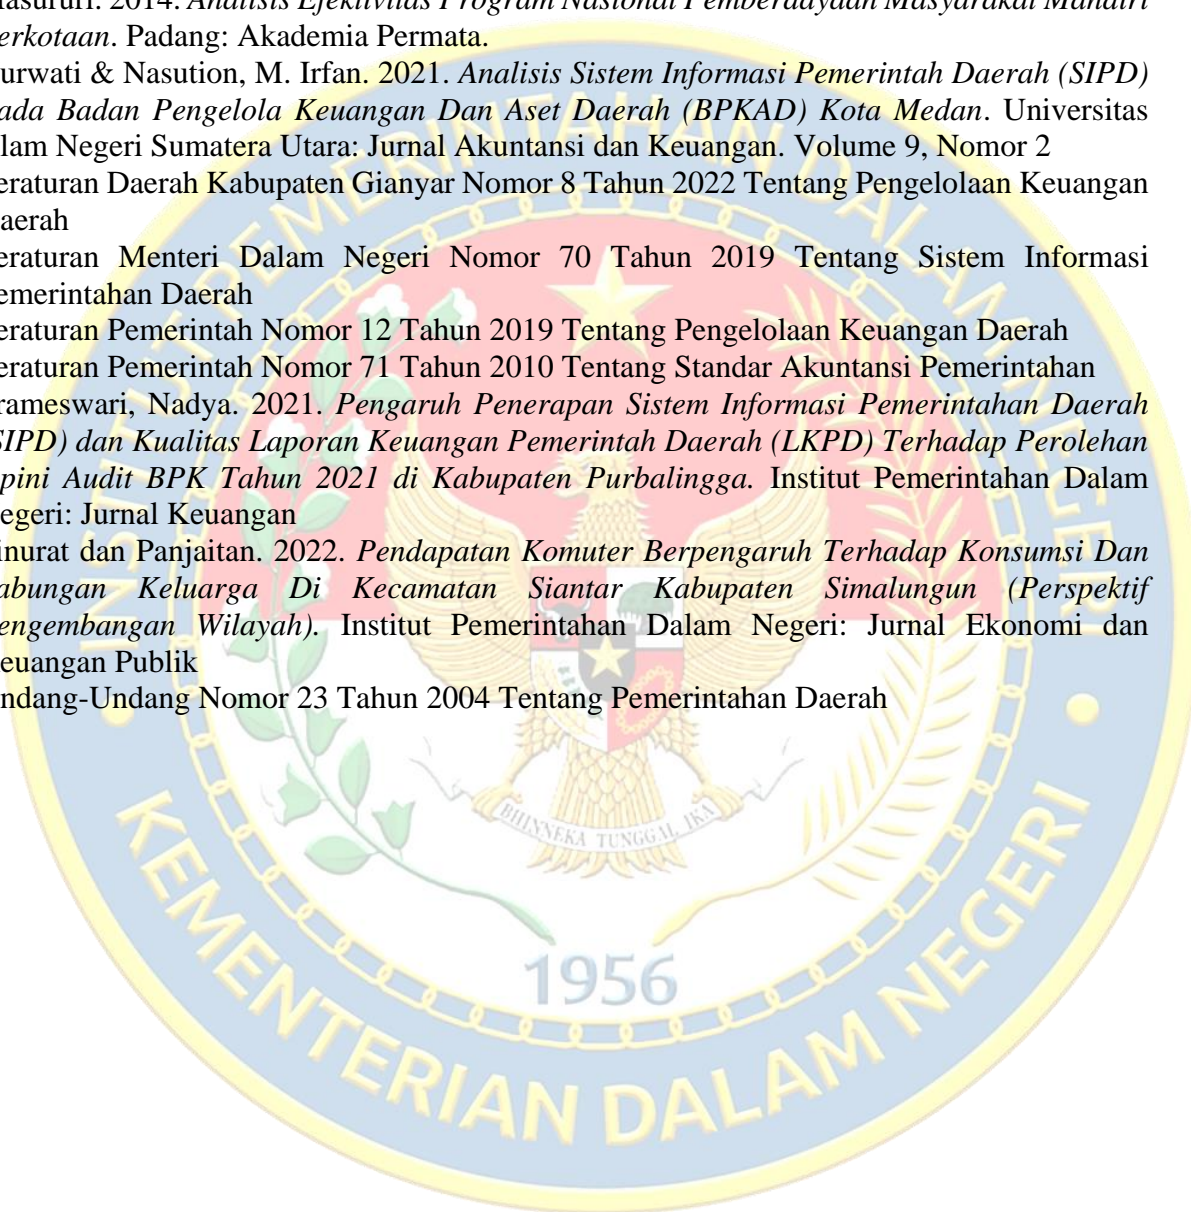 asruri. 2014. Analisis Efektivitas Program Nasional Pemberdayaan Masyarakat Mandiri
erkotaan. Padang: Akademia Permata.
urwati & Nasution, M. Irfan. 2021. Analisis Sistem Informasi Pemerintah Daerah (SIPD)
ada Badan Pengelola Keuangan Dan Aset Daerah (BPKAD) Kota Medan. Universitas
lam Negeri Sumatera Utara: Jurnal Akuntansi dan Keuangan. Volume 9, Nomor 2
eraturan Daerah Kabupaten Gianyar Nomor 8 Tahun 2022 Tentang Pengelolaan Keuangan
aerah
eraturan Menteri Dalam Negeri Nomor 70 Tahun 2019 Tentang Sistem Informasi
emerintahan Daerah
eraturan Pemerintah Nomor 12 Tahun 2019 Tentang Pengelolaan Keuangan Daerah
eraturan Pemerintah Nomor 71 Tahun 2010 Tentang Standar Akuntansi Pemerintahan
rameswari, Nadya. 2021. Pengaruh Penerapan Sistem Informasi Pemerintahan Daerah
SIPD) dan Kualitas Laporan Keuangan Pemerintah Daerah (LKPD) Terhadap Perolehan
pini Audit BPK Tahun 2021 di Kabupaten Purbalingga. Institut Pemerintahan Dalam
egeri: Jurnal Keuangan
inurat dan Panjaitan. 2022. Pendapatan Komuter Berpengaruh Terhadap Konsumsi Dan
abungan Keluarga Di Kecamatan Siantar Kabupaten Simalungun (Perspektif
engembangan Wilayah). Institut Pemerintahan Dalam Negeri: Jurnal Ekonomi dan
euangan Publik
ndang-Undang Nomor 23 Tahun 2004 Tentang Pemerintahan Daerah
INSTITUT PEMERINTAHAN DALAM NEGERI
BHINNEKA TUNGGAL IKA
1956
KEMENTERIAN DALAM NEGERI